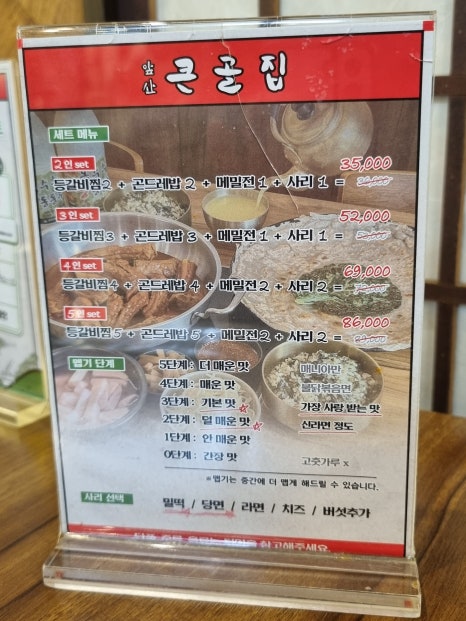 앞산 큰골집
세트 메뉴
2인 set
35,000
등갈비찜 2 + 곤드레밥 2 + 메밀전 1 + 사리 1 =
3인 set
52,000
등갈비찜 3 + 곤드레밥 3 + 메밀전 1 + 사리 1 =
4인 set
69,000
등갈비찜 4 + 곤드레밥 4 + 메밀전 2 + 사리 2 =
5인 set
86,000
등갈비찜 5 + 곤드레밥 5 + 메밀전 2 + 사리 2 =
맵기 단계
5단계 : 더 매운 맛 매니아만
4단계 : 매운 맛 불닭볶음면
3단계 : 기본 맛 가장 사랑 받는 맛
2단계 : 덜 매운 맛 신라면 정도
1단계 : 안 매운 맛
0단계 : 간장 맛 고춧가루 x
※맵기는 중간에 더 맵게 해드릴 수 있습니다.
사리 선택
밀떡 / 당면 / 라면 / 치즈 / 버섯추가
참고해주세요